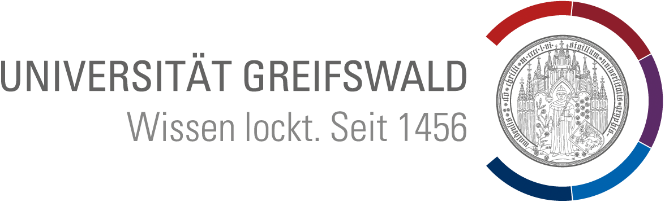 UNIVERSITÄT GREIFSWALD
Wissen lockt. Seit 1456